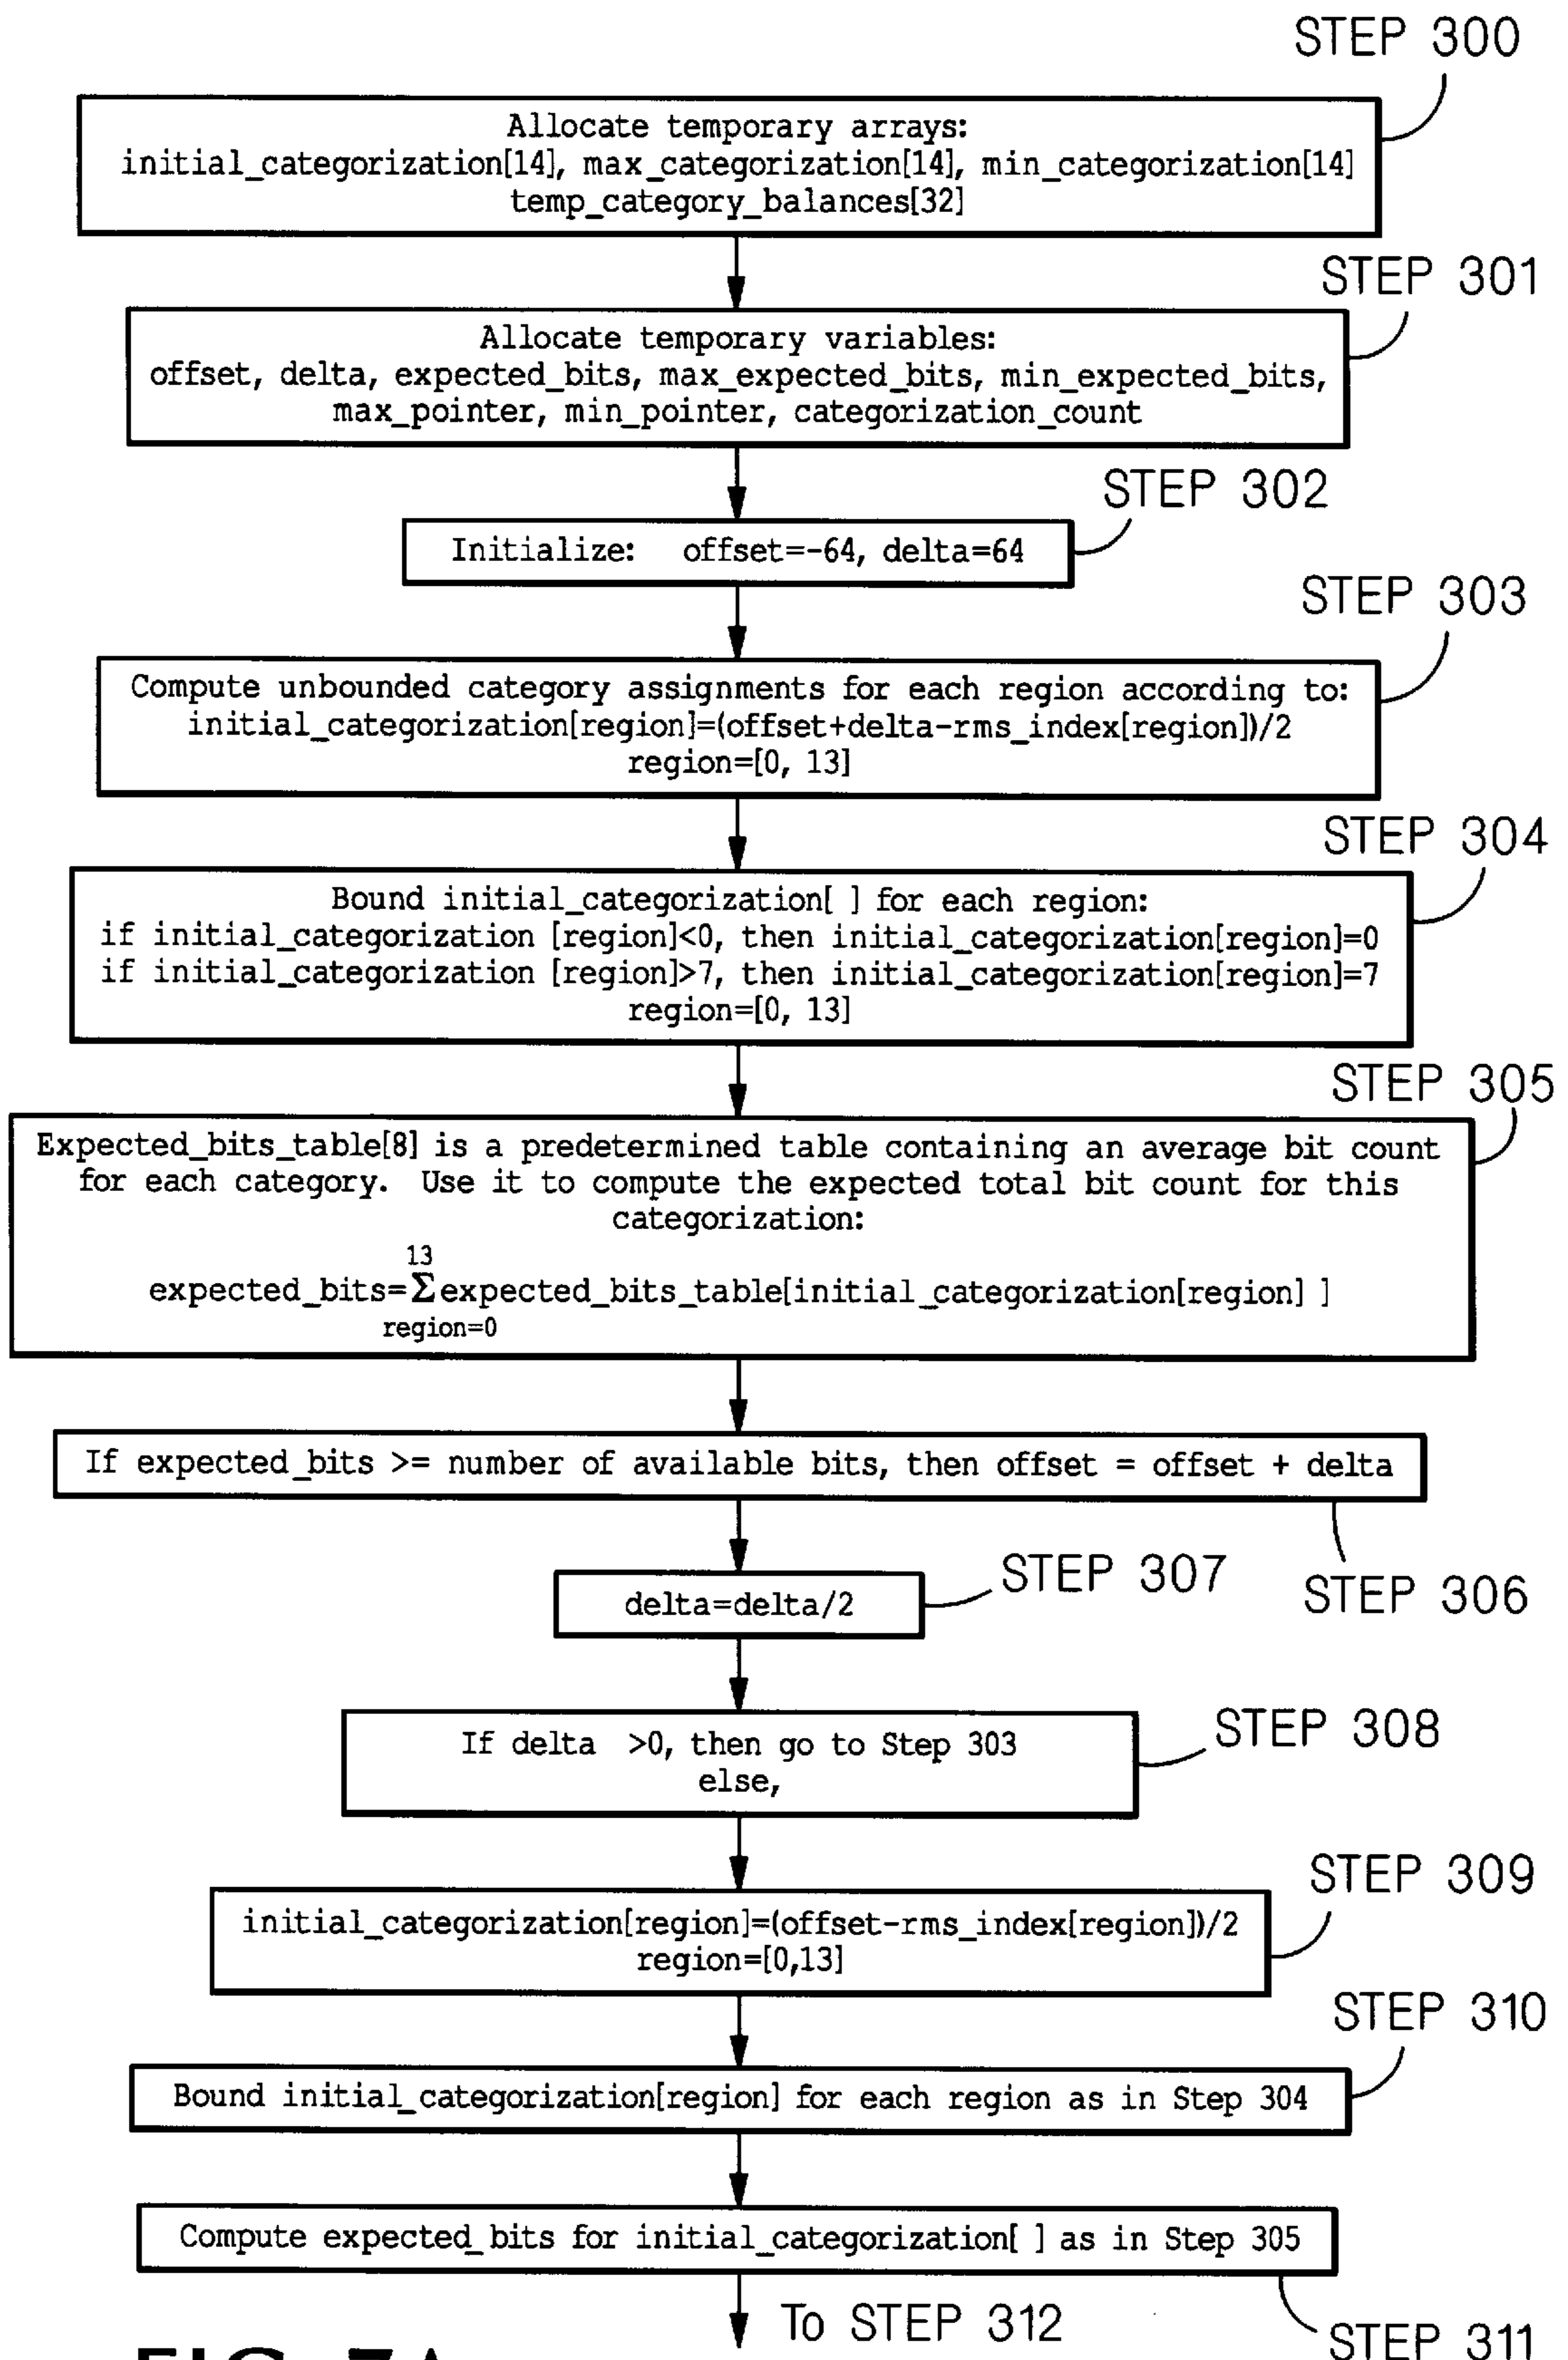 STEP 300
Allocate temporary arrays:
initial_categorization[14], max_categorization[14], min_categorization[14]
temp_category_balances[32]
STEP 301
Allocate temporary variables:
offset, delta, expected_bits, max_expected_bits, min_expected_bits,
max_pointer, min_pointer, categorization_count
STEP 302
Initialize: offset=-64, delta=64
STEP 303
Compute unbounded category assignments for each region according to:
initial_categorization[region]=(offset+delta-rms_index[region])/2
region=[0, 13]
STEP 304
Bound initial_categorization[ ] for each region:
if initial_categorization [region]<0, then initial_categorization[region]=0
if initial_categorization [region]>7, then initial_categorization[region]=7
region=[0, 13]
STEP 305
Expected_bits_table[8] is a predetermined table containing an average bit count
for each category. Use it to compute the expected total bit count for this
categorization:
13
expected_bits=Σexpected_bits_table[initial_categorization[region] ]
region=0
If expected_bits >= number of available bits, then offset = offset + delta
STEP 306
delta=delta/2
STEP 307
If delta >0, then go to Step 303
else,
STEP 308
STEP 309
initial_categorization[region]=(offset-rms_index[region])/2
region=[0,13]
STEP 310
Bound initial_categorization[region] for each region as in Step 304
Compute expected_bits for initial_categorization[ ] as in Step 305
To STEP 312
STEP 311